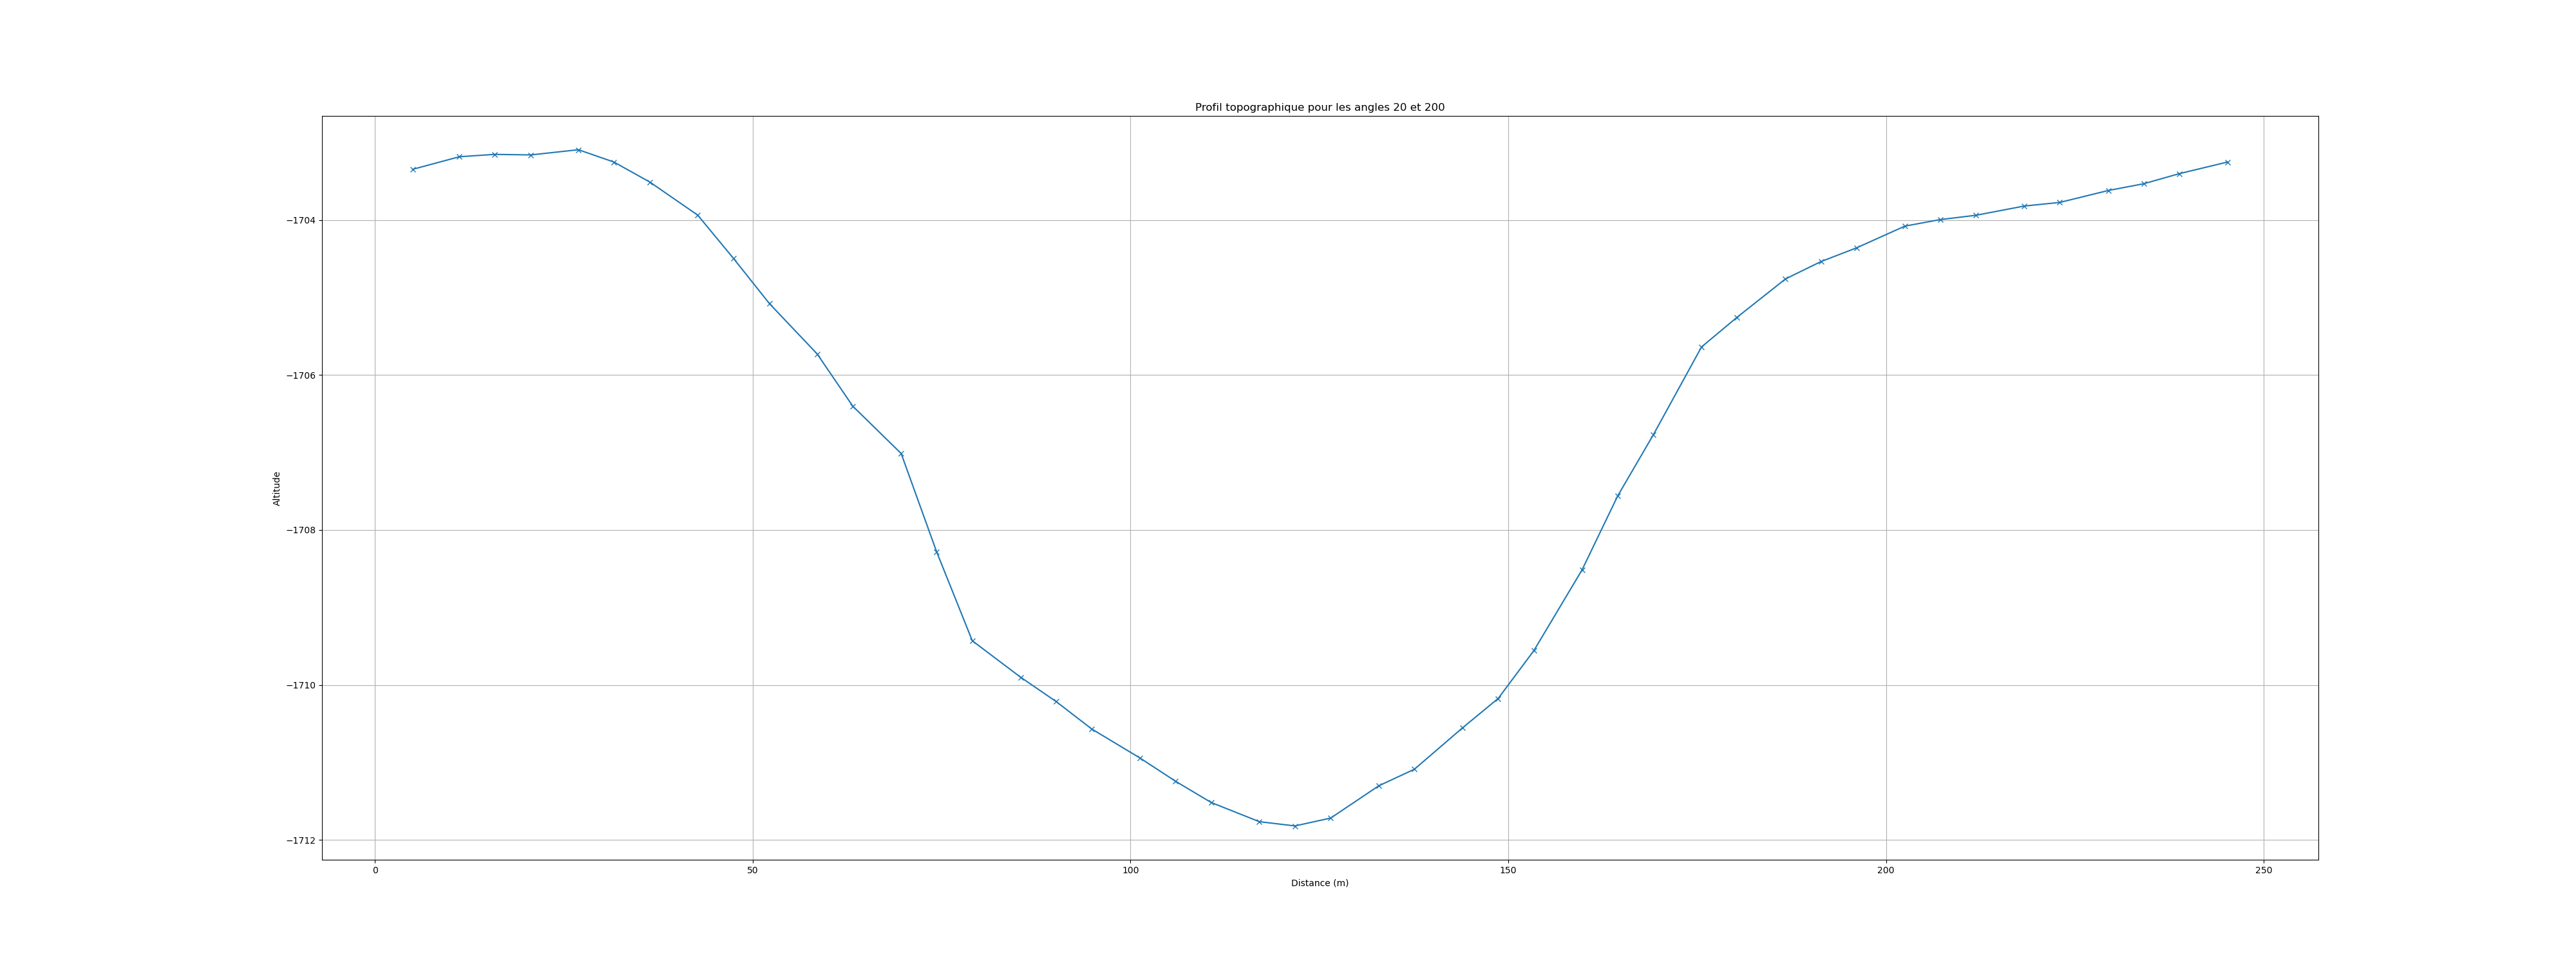 Profil topographique pour les angles 20 et 200
Altitude
−1704
−1706
−1708
−1710
−1712
0 50 100 150 200 250
Distance (m)